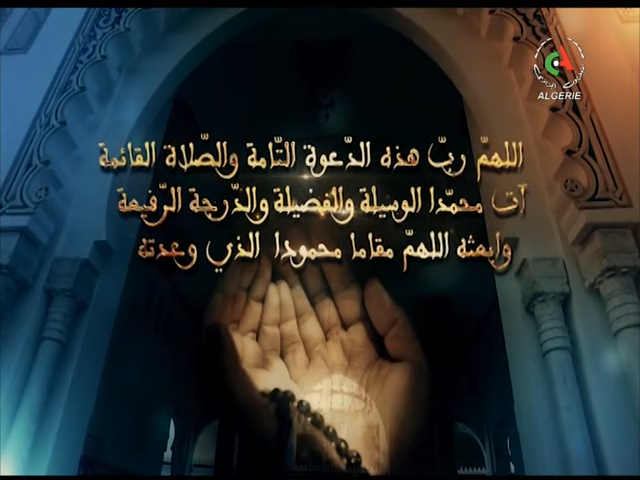 اللهمّ ربّ هذه الدّعوة التّامة والصّلاة القائمة
آت محمّدا الوسيلة والفضيلة والدّرجة الرّفيعة
وابعثه اللهمّ مقاما محمودا الذي وعدته
ALGERIE